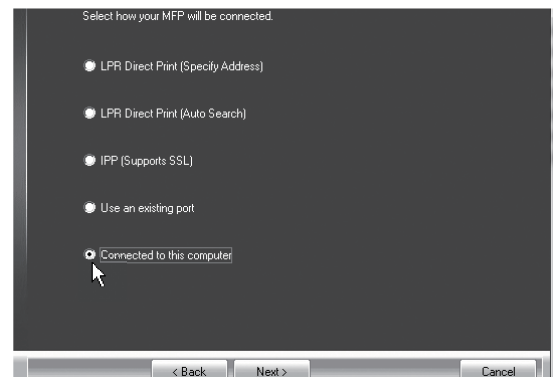 Select how your MFP will be connected.
LPR Direct Print (Specify Address)
LPR Direct Print (Auto Search)
IPP (Supports SSL)
Use an existing port
Connected to this computer
< Back Next > Cancel